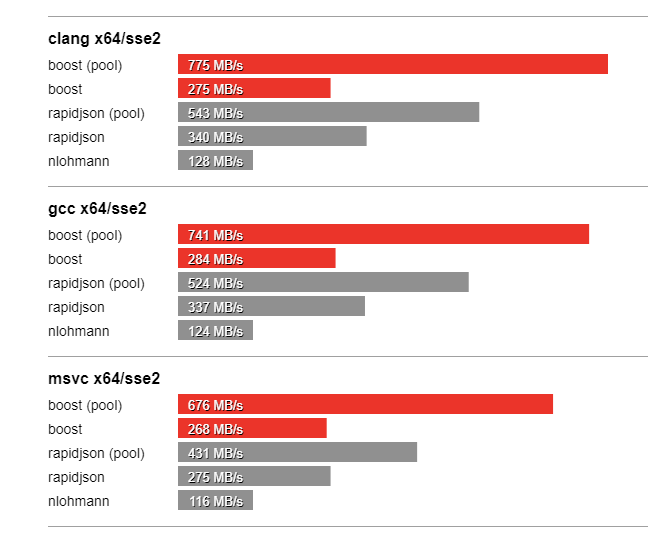 clang x64/sse2
boost (pool) 775 MB/s
boost 275 MB/s
rapidjson (pool) 543 MB/s
rapidjson 340 MB/s
nlohmann 128 MB/s
gcc x64/sse2
boost (pool) 741 MB/s
boost 284 MB/s
rapidjson (pool) 524 MB/s
rapidjson 337 MB/s
nlohmann 124 MB/s
msvc x64/sse2
boost (pool) 676 MB/s
boost 268 MB/s
rapidjson (pool) 431 MB/s
rapidjson 275 MB/s
nlohmann 116 MB/s